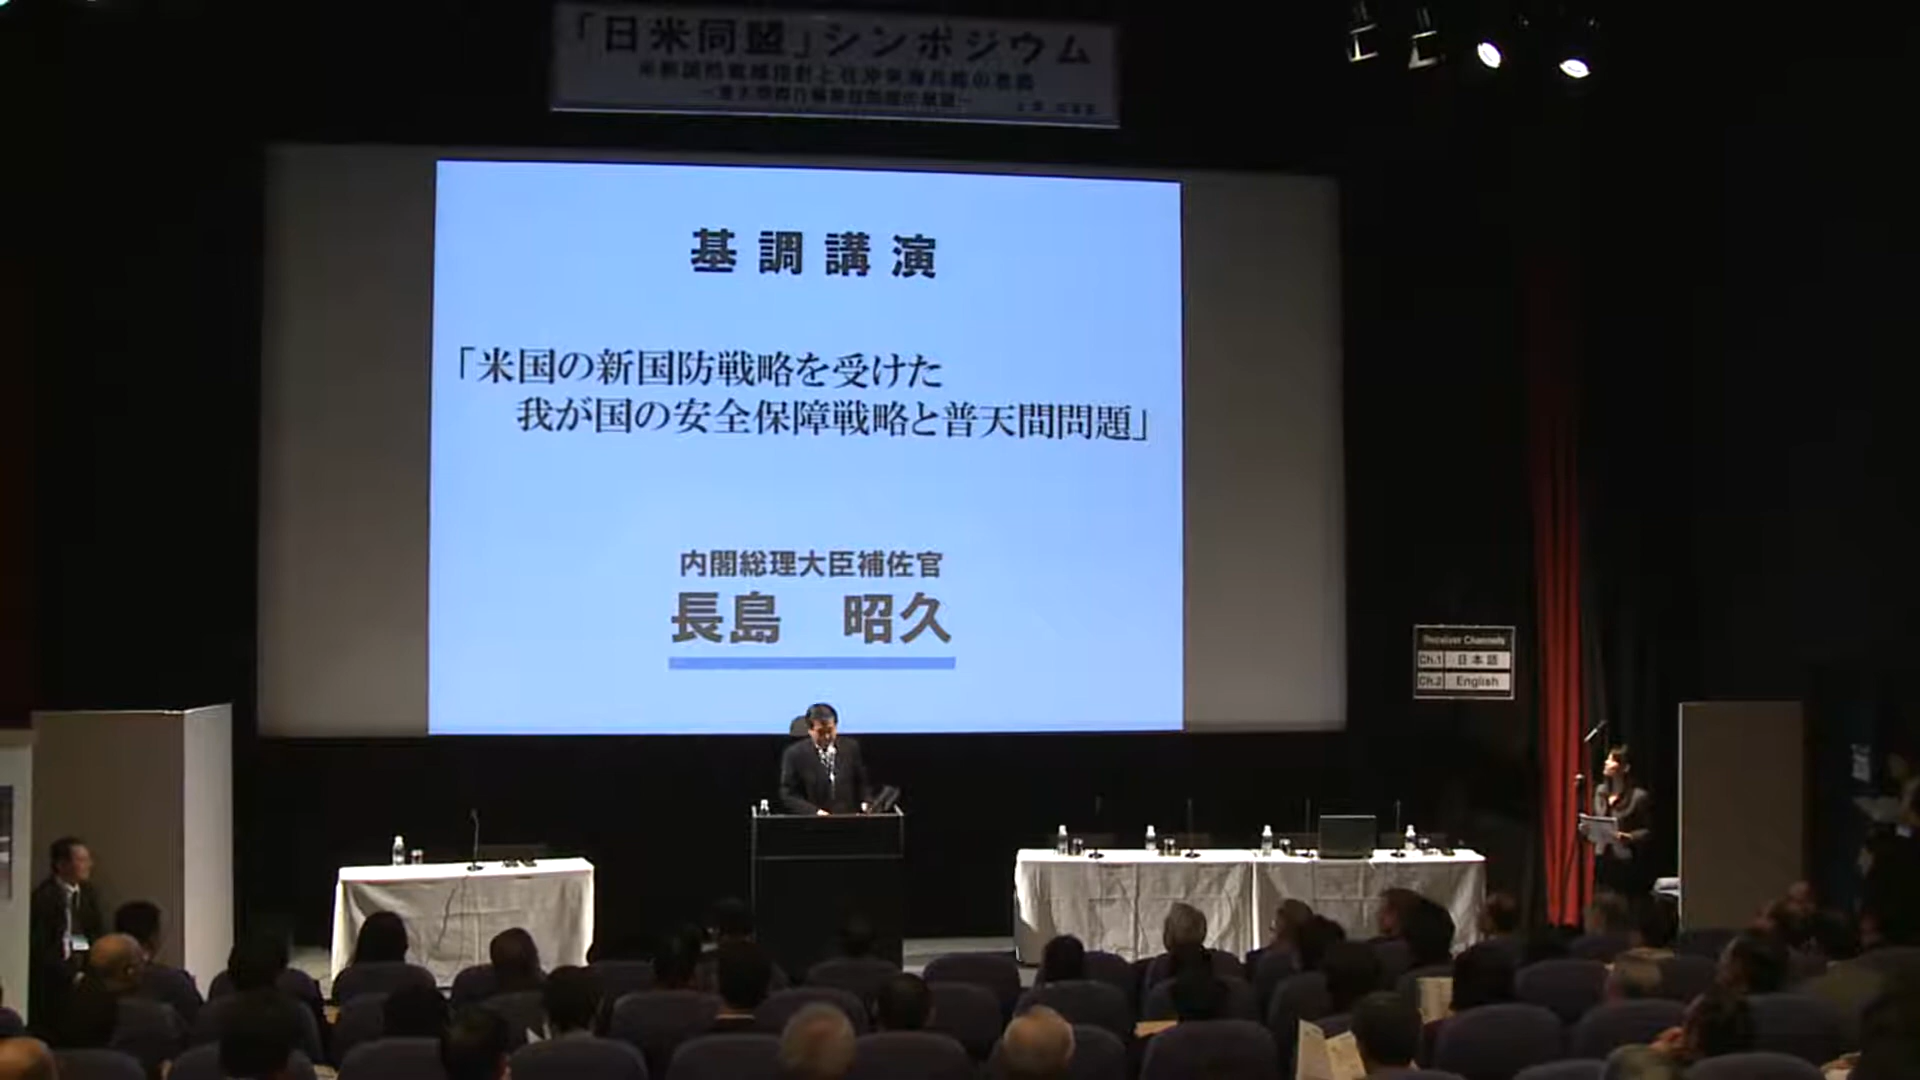 「日米同盟」シンポジウム
基調講演
「米国の新国防戦略を受けた
我が国の安全保障戦略と普天間問題」
内閣総理大臣補佐官
長島 昭久
Receiver Channels
Ch.1 日本語
Ch.2 English